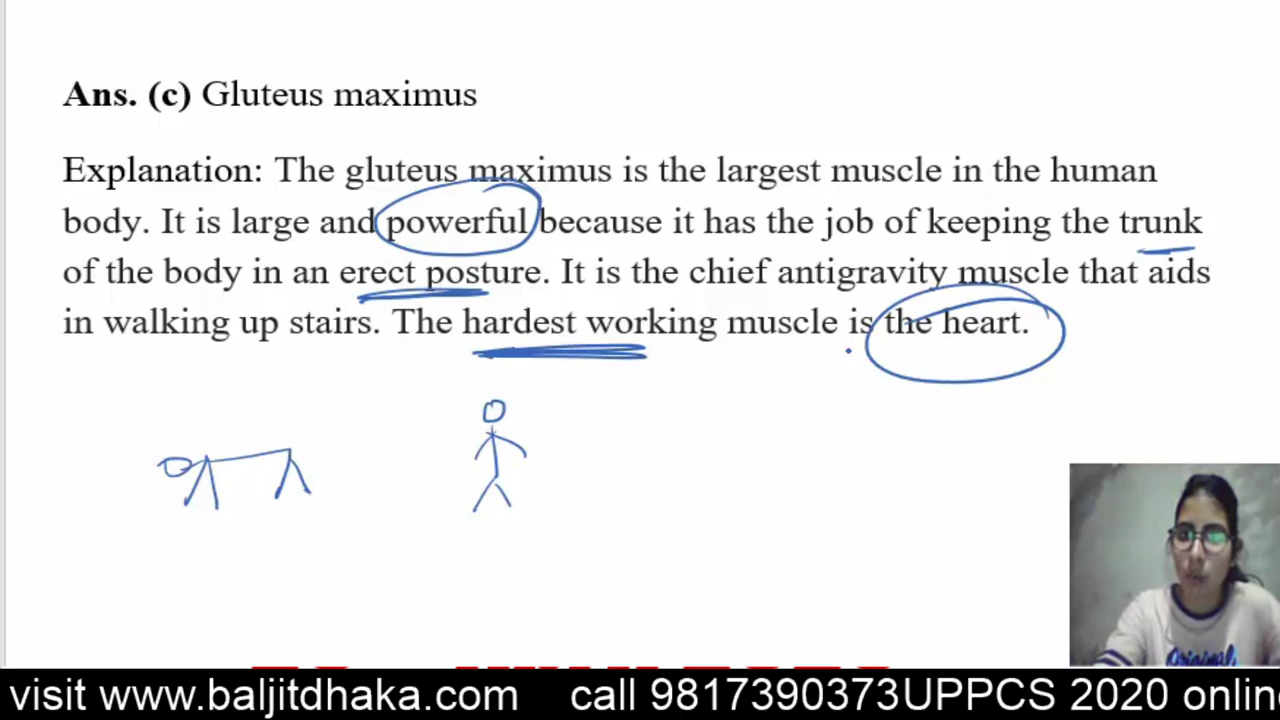 Ans. (c) Gluteus maximus
Explanation: The gluteus maximus is the largest muscle in the human
body. It is large and powerful because it has the job of keeping the trunk
of the body in an erect posture. It is the chief antigravity muscle that aids
in walking up stairs. The hardest working muscle is the heart.
visit www.baljitdhaka.com call 9817390373UPPCS 2020 onlin